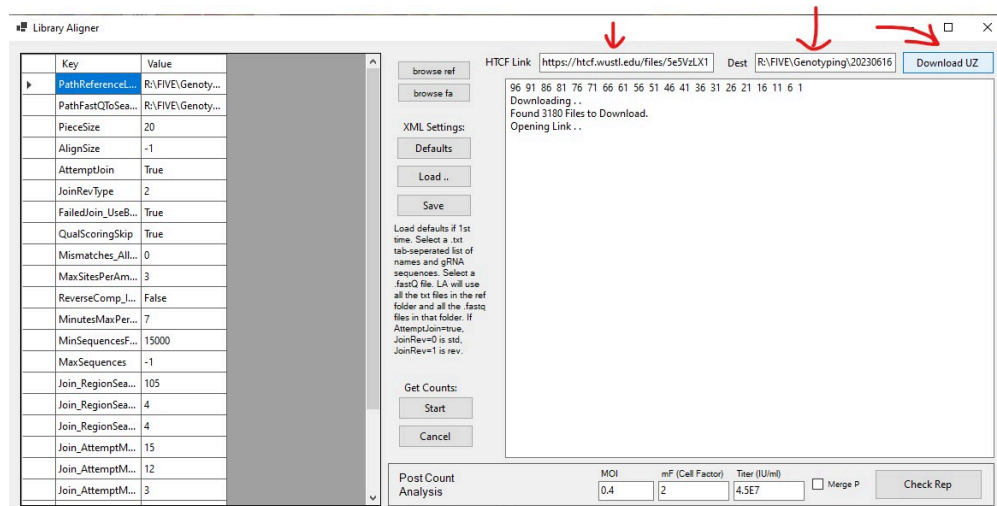 Library Aligner
HTCF Link https://htcf.wustl.edu/files/5e5VzLX1 Dest R:\FIVE\Genotyping\20230616 Download UZ
Key Value
PathReferenceL... R:\FIVE\Genoty...
PathFastQToSea... R:\FIVE\Genoty...
PieceSize 20
AlignSize -1
AttemptJoin True
JoinRevType 2
FailedJoin_UseB... True
QualScoringSkip True
Mismatches_All... 0
MaxSitesPerAm... 3
ReverseComp_I... False
MinutesMaxPer... 7
MinSequencesF... 15000
MaxSequences -1
Join_RegionSea... 105
Join_RegionSea... 4
Join_RegionSea... 4
Join_AttemptM... 15
Join_AttemptM... 12
Join_AttemptM... 3
browse ref
browse fa
XML Settings:
Defaults
Load ..
Save
Load defaults if 1st
time. Select a .txt
tab-seperated list of
names and gRNA
sequences. Select a
.fastQ file. LA will use
all the txt files in the ref
folder and all the .fastq
files in that folder. If
AttemptJoin=true,
JoinRev=0 is std,
JoinRev=1 is rev.
Get Counts:
Start
Cancel
96 91 86 81 76 71 66 61 56 51 46 41 36 31 26 21 16 11 6 1
Downloading . .
Found 3180 Files to Download.
Opening Link . .
Post Count
Analysis
MOI mF (Cell Factor) Titer (IU/ml)
0.4 2 4.5E7 Merge P Check Rep